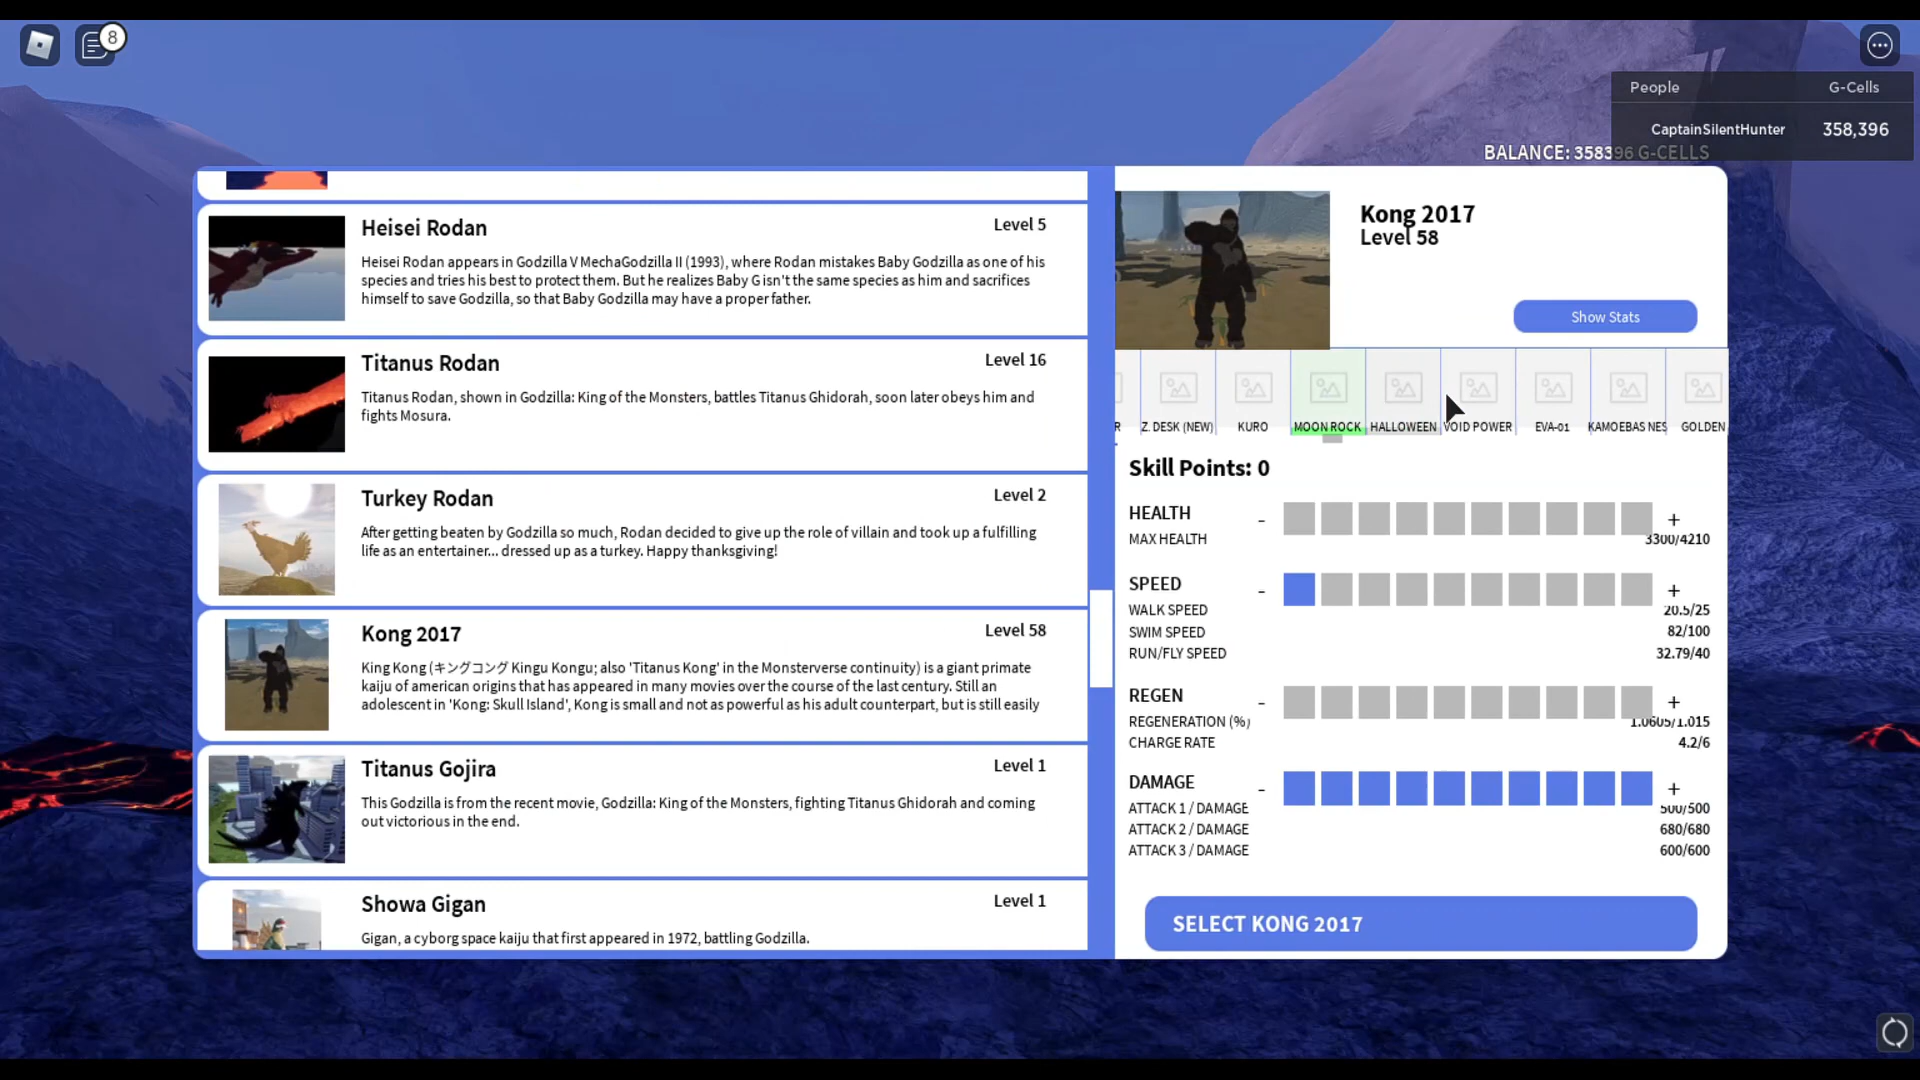 8
People G-Cells
CaptainSilentHunter 358,396
BALANCE: 358396 G-CELLS
Heisei Rodan Level 5
Heisei Rodan appears in Godzilla V MechaGodzilla II (1993), where Rodan mistakes Baby Godzilla as one of his
species and tries his best to protect them. But he realizes Baby G isn't the same species as him and sacrifices
himself to save Godzilla, so that Baby Godzilla may have a proper father.
Titanus Rodan Level 16
Titanus Rodan, shown in Godzilla: King of the Monsters, battles Titanus Ghidorah, soon later obeys him and
fights Mosura.
Turkey Rodan Level 2
After getting beaten by Godzilla so much, Rodan decided to give up the role of villain and took up a fulfilling
life as an entertainer... dressed up as a turkey. Happy thanksgiving!
Kong 2017 Level 58
King Kong (キングコング Kingu Kongu; also 'Titanus Kong' in the Monsterverse continuity) is a giant primate
kaiju of american origins that has appeared in many movies over the course of the last century. Still an
adolescent in 'Kong: Skull Island', Kong is small and not as powerful as his adult counterpart, but is still easily
Titanus Gojira Level 1
This Godzilla is from the recent movie, Godzilla: King of the Monsters, fighting Titanus Ghidorah and coming
out victorious in the end.
Showa Gigan Level 1
Gigan, a cyborg space kaiju that first appeared in 1972, battling Godzilla.
Kong 2017
Level 58
Show Stats
R Z. DESK (NEW) KURO MOON ROCK HALLOWEEN VOID POWER EVA-01 KAMOEBAS NES GOLDEN
Skill Points: 0
HEALTH - +
MAX HEALTH 3300/4210
SPEED - +
WALK SPEED 20.5/25
SWIM SPEED 82/100
RUN/FLY SPEED 32.79/40
REGEN - +
REGENERATION (%) 1.0605/1.015
CHARGE RATE 4.2/6
DAMAGE - +
ATTACK 1 / DAMAGE 500/500
ATTACK 2 / DAMAGE 680/680
ATTACK 3 / DAMAGE 600/600
SELECT KONG 2017